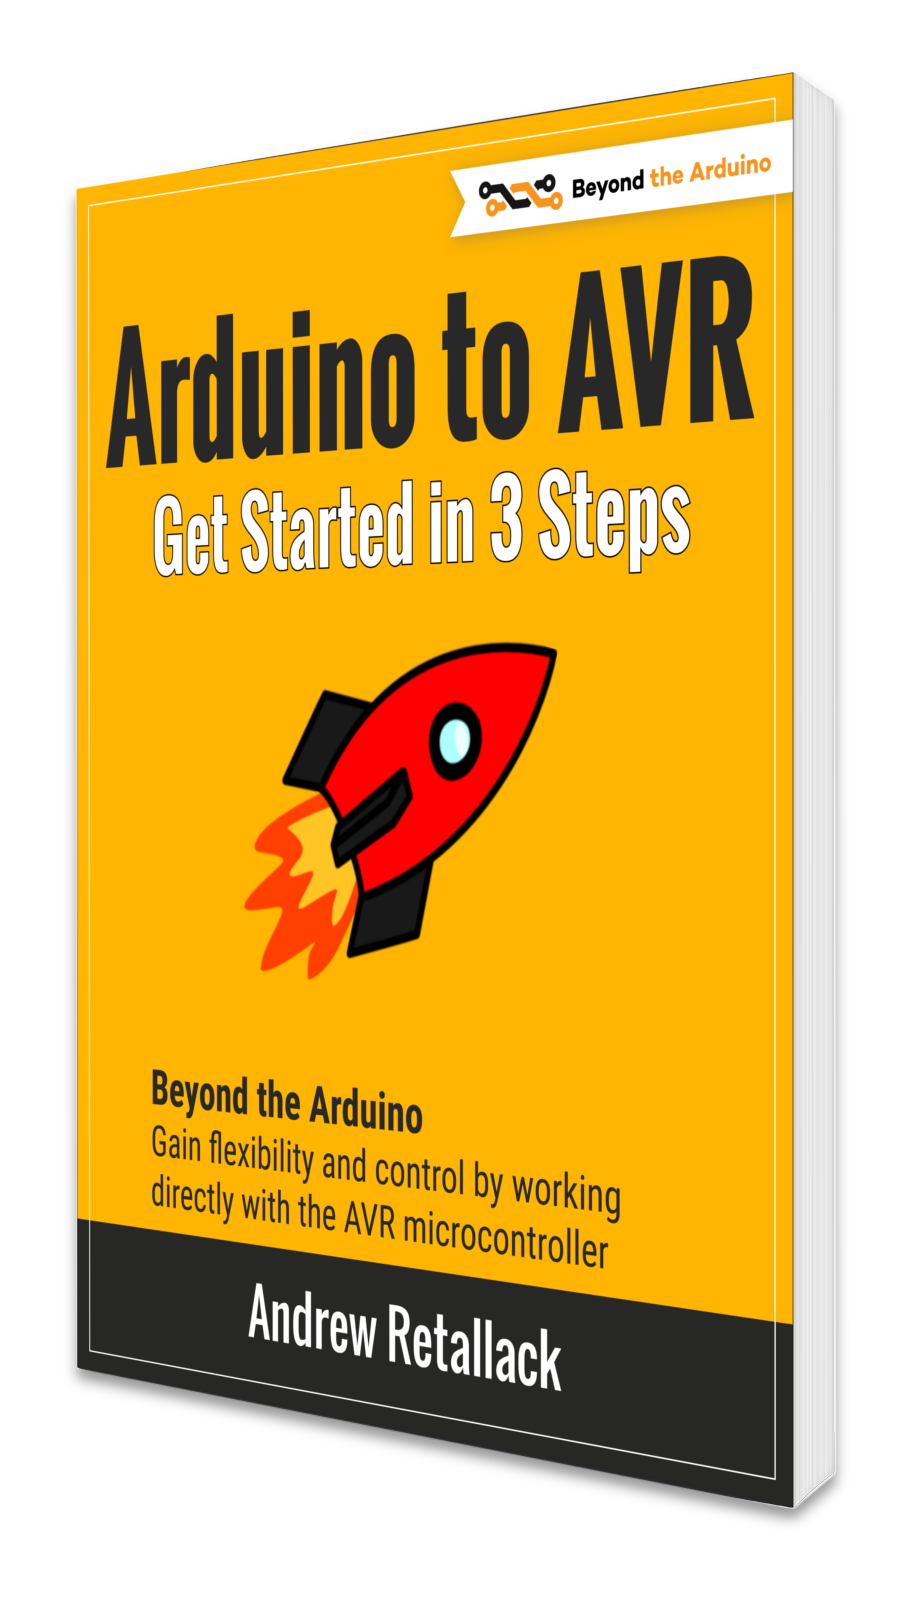 Beyond the Arduino
Arduino to AVR
Get Started in 3 Steps
Beyond the Arduino
Gain flexibility and control by working
directly with the AVR microcontroller
Andrew Retallack